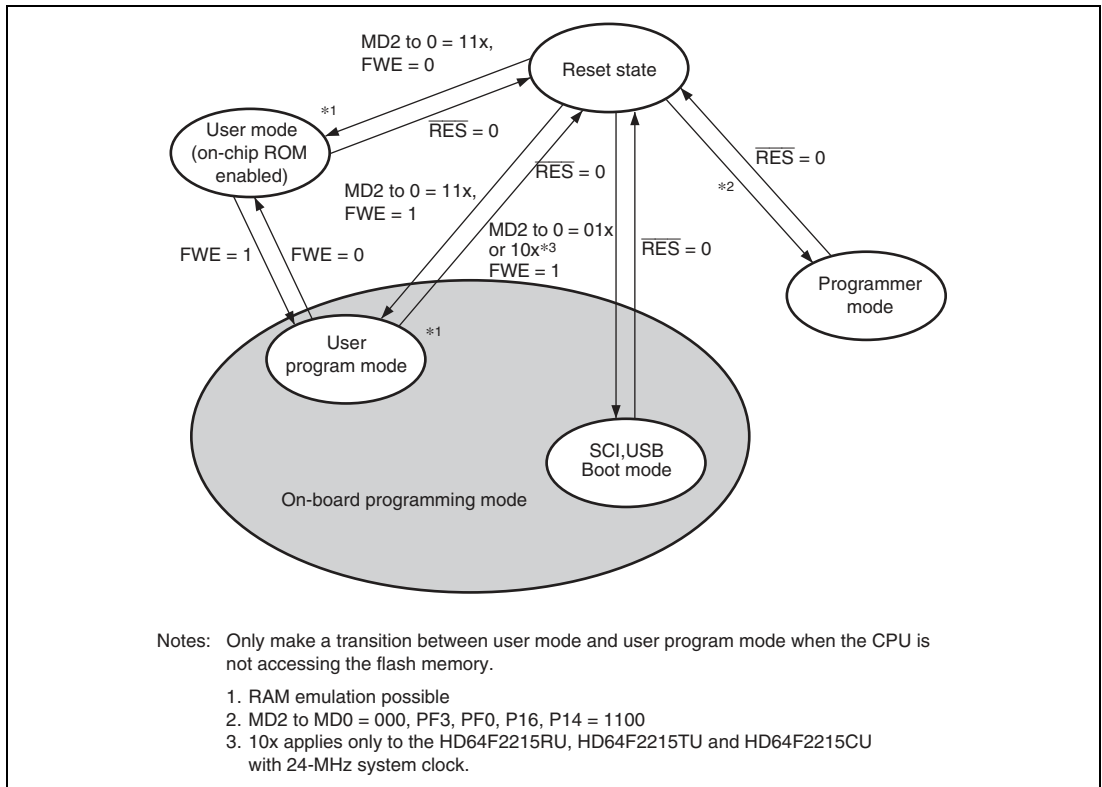 MD2 to 0 = 11x,
FWE = 0
Reset state
*1
R̅E̅S̅ = 0
User mode
(on-chip ROM
enabled)
R̅E̅S̅ = 0
R̅E̅S̅ = 0
*2
MD2 to 0 = 11x,
FWE = 1
MD2 to 0 = 01x
or 10x*3
FWE = 1
R̅E̅S̅ = 0
FWE = 1
FWE = 0
Programmer
mode
User
program mode
*1
SCI,USB
Boot mode
On-board programming mode
Notes: Only make a transition between user mode and user program mode when the CPU is
not accessing the flash memory.
1. RAM emulation possible
2. MD2 to MD0 = 000, PF3, PF0, P16, P14 = 1100
3. 10x applies only to the HD64F2215RU, HD64F2215TU and HD64F2215CU
with 24-MHz system clock.